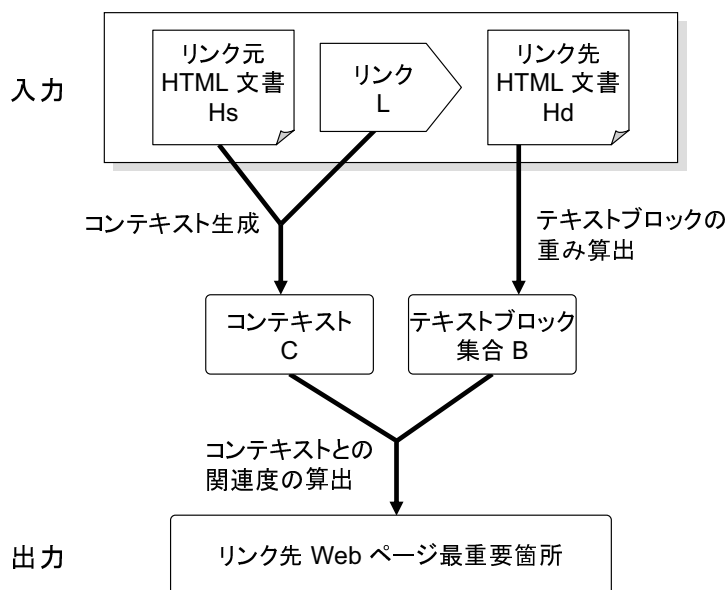 入力
リンク元
HTML 文書
Hs
リンク
L
リンク先
HTML 文書
Hd
コンテキスト生成
テキストブロックの
重み算出
コンテキスト
C
テキストブロック
集合 B
コンテキストとの
関連度の算出
出力
リンク先 Web ページ最重要箇所